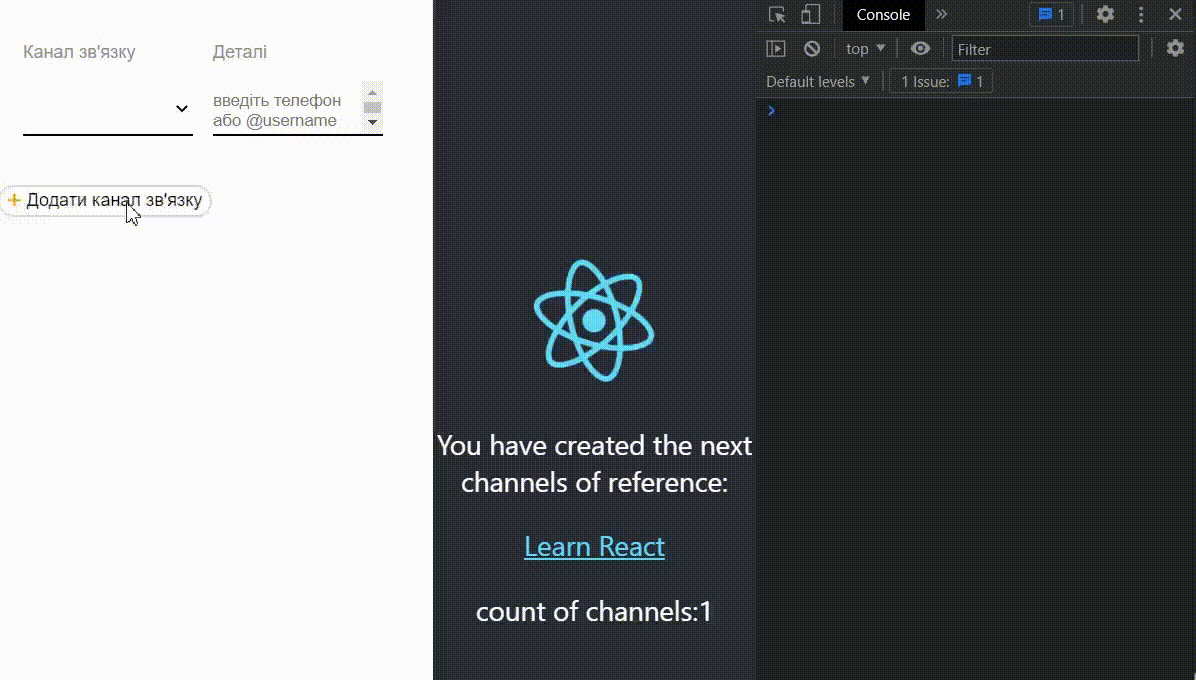 Канал зв'язку
Деталі
введіть телефон
або @username
Додати канал зв'язку
You have created the next
channels of reference:
Learn React
count of channels:1
Console
1
top
Filter
Default levels
1 Issue: 1